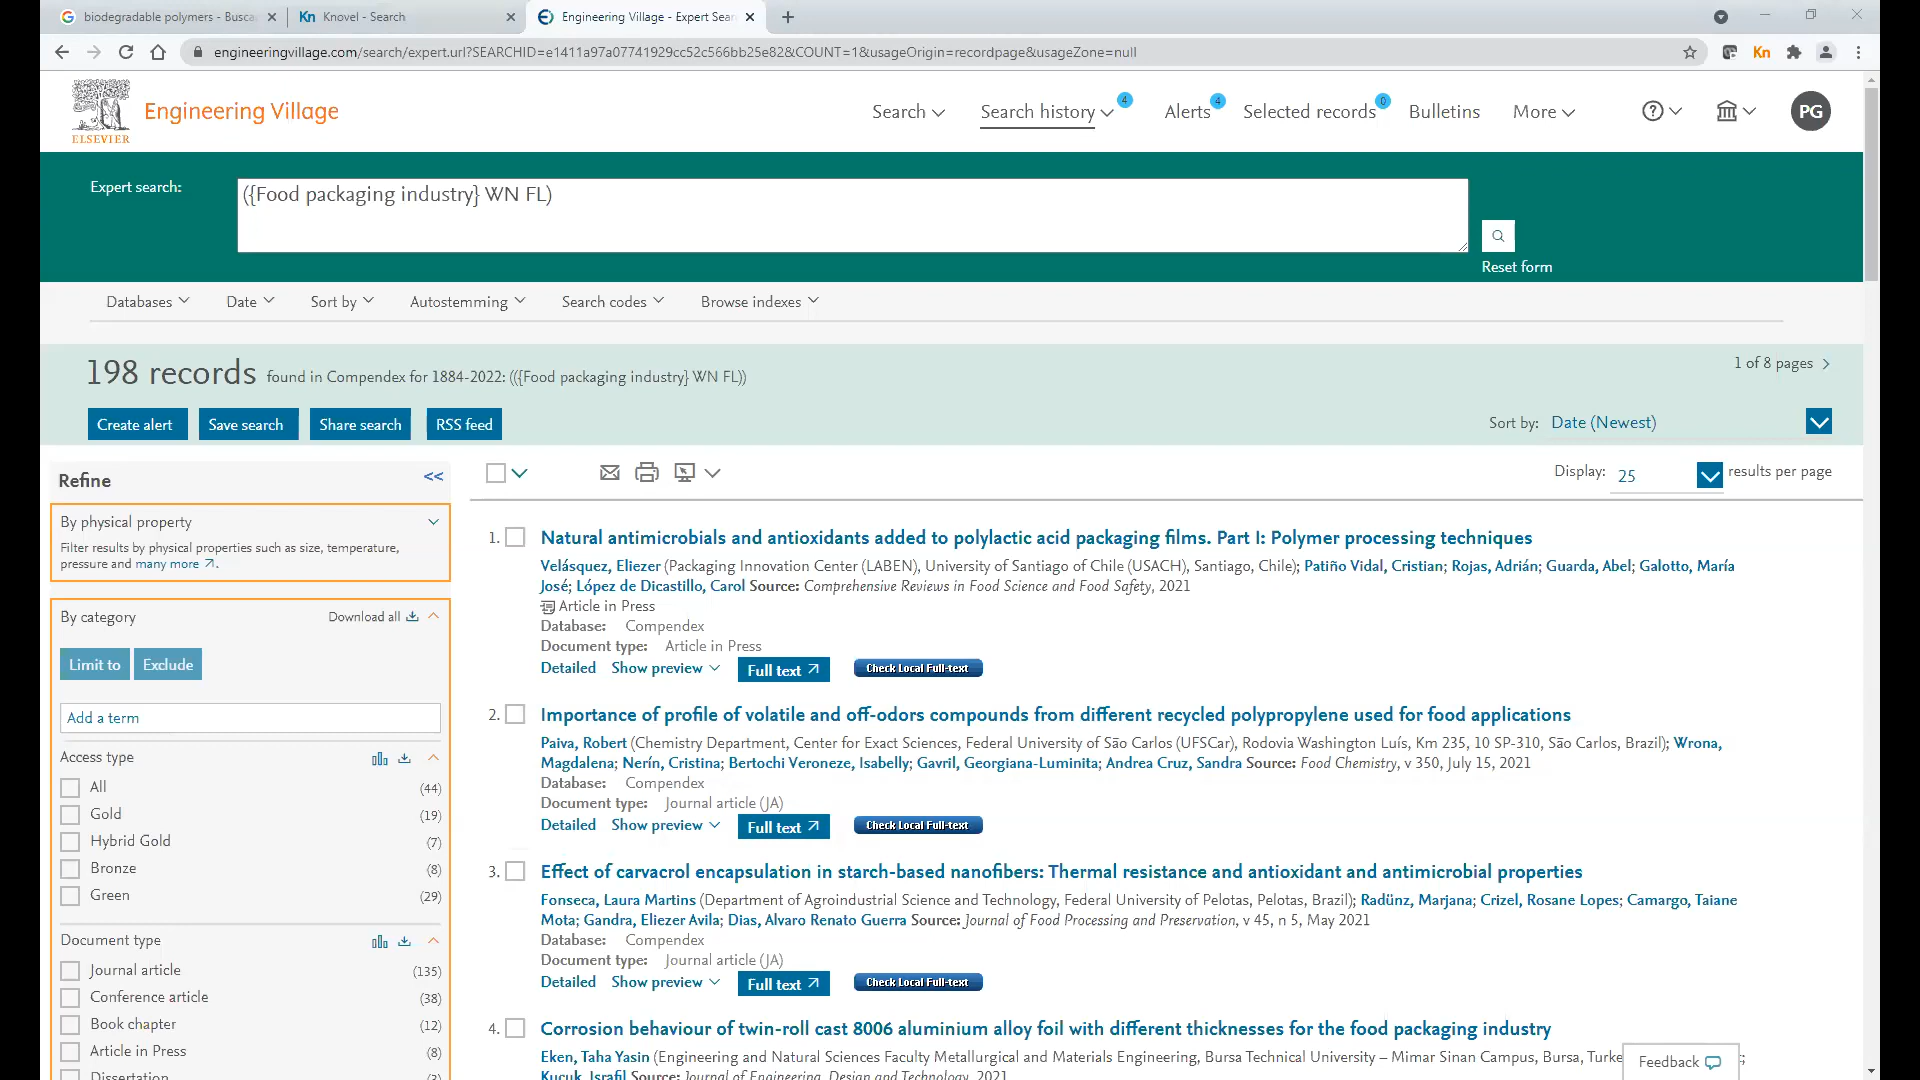 biodegradable polymers - Busca
Knovel - Search
Engineering Village - Expert Sear
engineeringvillage.com/search/expert.url?SEARCHID=e1411a97a07741929cc52c566bb25e82&COUNT=1&usageOrigin=recordpage&usageZone=null
Kn
ELSEVIER
Engineering Village
Search
Search history 4
Alerts 4
Selected records 0
Bulletins
More
PG
Expert search:
({Food packaging industry} WN FL)
Reset form
Databases
Date
Sort by
Autostemming
Search codes
Browse indexes
198 records found in Compendex for 1884-2022: (({Food packaging industry} WN FL))
1 of 8 pages
Create alert
Save search
Share search
RSS feed
Sort by: Date (Newest)
Refine
<<
Display: 25 results per page
By physical property
Filter results by physical properties such as size, temperature,
pressure and many more.
By category
Download all
Limit to
Exclude
Add a term
Access type
All (44)
Gold (19)
Hybrid Gold (7)
Bronze (8)
Green (29)
Document type
Journal article (135)
Conference article (38)
Book chapter (12)
Article in Press (8)
Dissertation
1. Natural antimicrobials and antioxidants added to polylactic acid packaging films. Part I: Polymer processing techniques
Velásquez, Eliezer (Packaging Innovation Center (LABEN), University of Santiago of Chile (USACH), Santiago, Chile); Patiño Vidal, Cristian; Rojas, Adrián; Guarda, Abel; Galotto, María
José; López de Dicastillo, Carol Source: Comprehensive Reviews in Food Science and Food Safety, 2021
Article in Press
Database: Compendex
Document type: Article in Press
Detailed Show preview Full text Check Local Full-text
2. Importance of profile of volatile and off-odors compounds from different recycled polypropylene used for food applications
Paiva, Robert (Chemistry Department, Center for Exact Sciences, Federal University of São Carlos (UFSCar), Rodovia Washington Luís, Km 235, 10 SP-310, São Carlos, Brazil); Wrona,
Magdalena; Nerín, Cristina; Bertochi Veroneze, Isabelly; Gavril, Georgiana-Luminita; Andrea Cruz, Sandra Source: Food Chemistry, v 350, July 15, 2021
Database: Compendex
Document type: Journal article (JA)
Detailed Show preview Full text Check Local Full-text
3. Effect of carvacrol encapsulation in starch-based nanofibers: Thermal resistance and antioxidant and antimicrobial properties
Fonseca, Laura Martins (Department of Agroindustrial Science and Technology, Federal University of Pelotas, Pelotas, Brazil); Radünz, Marjana; Crizel, Rosane Lopes; Camargo, Taiane
Mota; Gandra, Eliezer Avila; Dias, Alvaro Renato Guerra Source: Journal of Food Processing and Preservation, v 45, n 5, May 2021
Database: Compendex
Document type: Journal article (JA)
Detailed Show preview Full text Check Local Full-text
4. Corrosion behaviour of twin-roll cast 8006 aluminium alloy foil with different thicknesses for the food packaging industry
Eken, Taha Yasin (Engineering and Natural Sciences Faculty Metallurgical and Materials Engineering, Bursa Technical University – Mimar Sinan Campus, Bursa, Turke
Kucuk, Israfil Source: Journal of Engineering, Design and Technology, 2021
Feedback